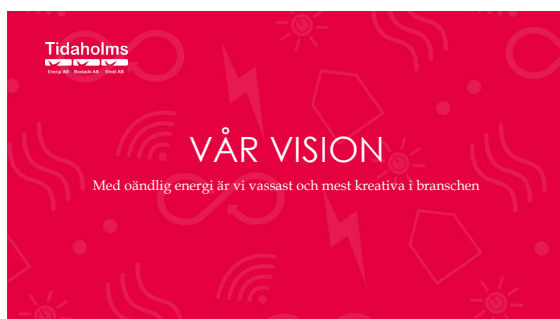 Tidaholms
Energi AB Bostads AB Elnät AB
VÅR VISION
Med oändlig energi är vi vassast och mest kreativa i branschen